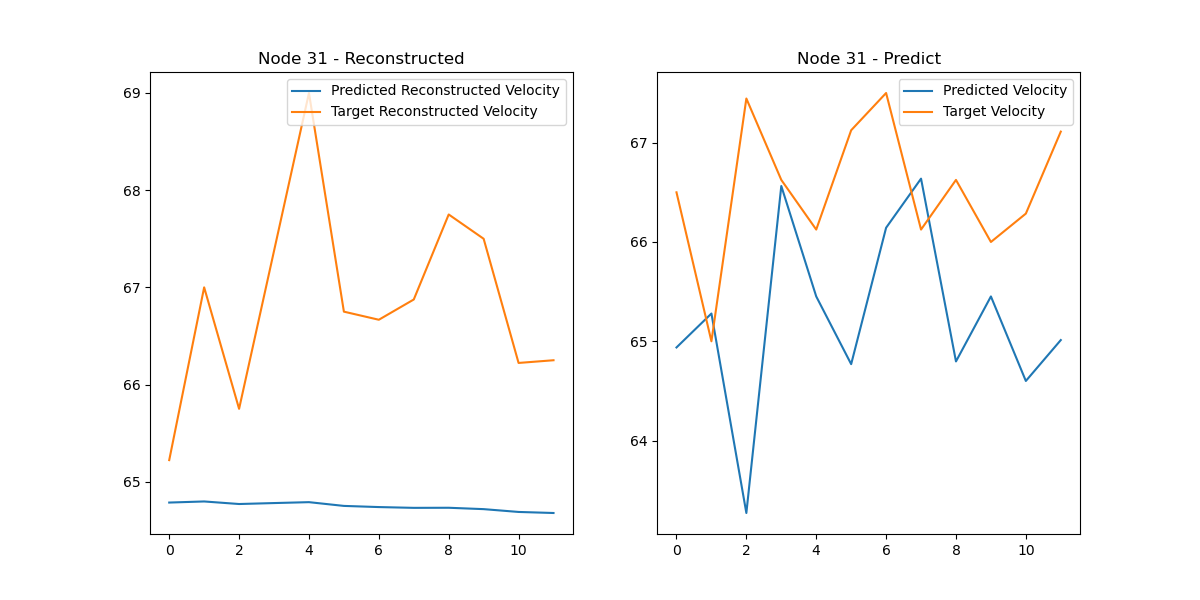 Node 31 - Reconstructed
Predicted Reconstructed Velocity
Target Reconstructed Velocity
69
68
67
66
65
0 2 4 6 8 10
Node 31 - Predict
Predicted Velocity
Target Velocity
67
66
65
64
0 2 4 6 8 10